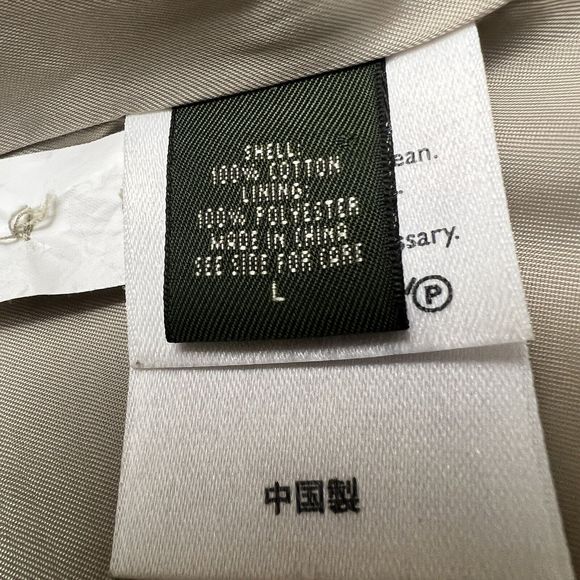 SHELL:
100% COTTON
LINING:
100% POLYESTER
MADE IN CHINA
SEE SIDE FOR CARE
L
ean.
ssary.
P
中国製